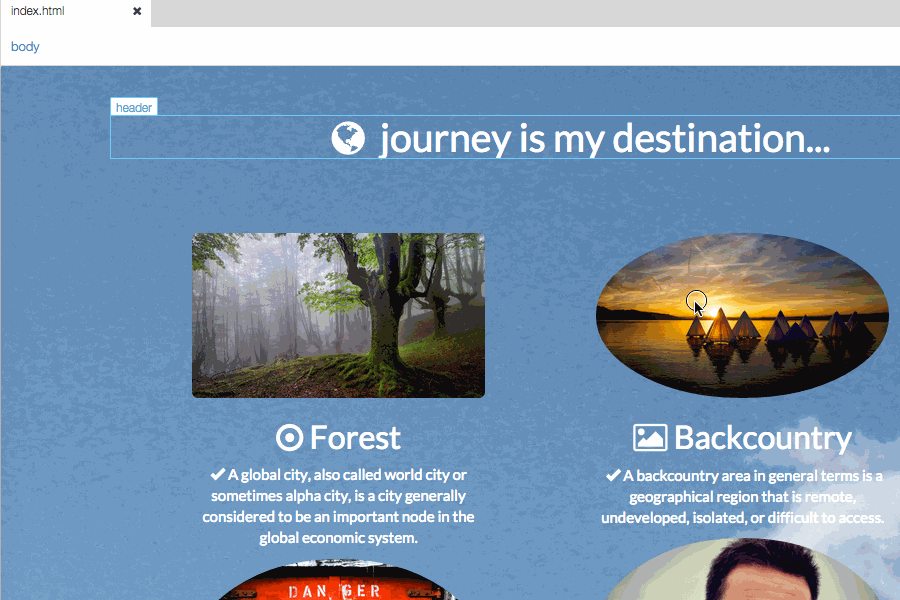 index.html
body
header
journey is my destination...
Forest
A global city, also called world city or
sometimes alpha city, is a city generally
considered to be an important node in the
global economic system.
Backcountry
A backcountry area in general terms is a
geographical region that is remote,
undeveloped, isolated, or difficult to access.
DANGER